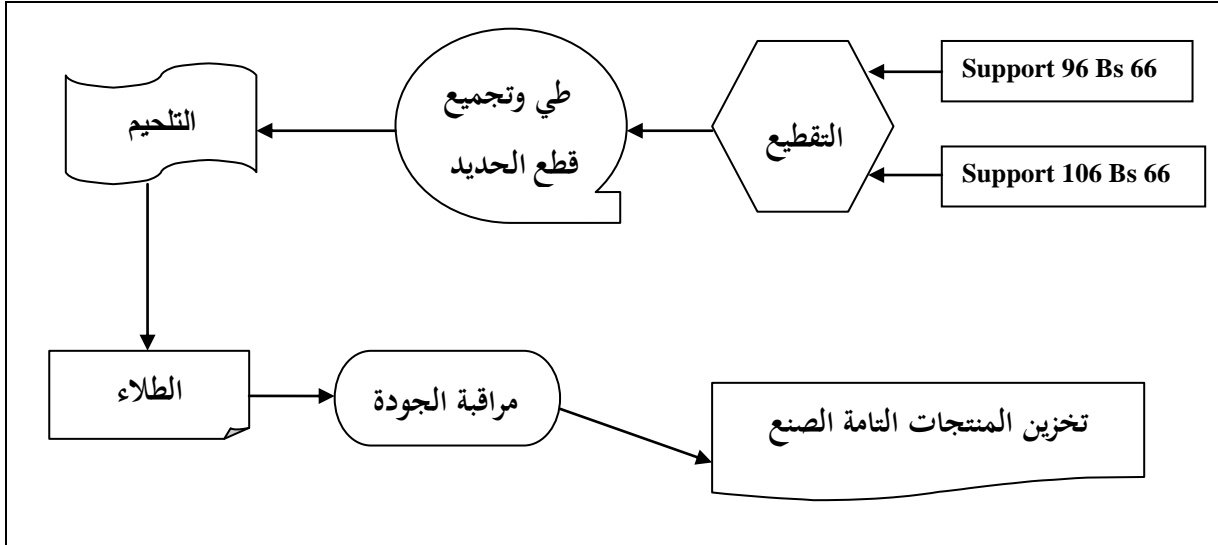 Support 96 Bs 66
Support 106 Bs 66
التقطيع
طي وتجميع
قطع الحديد
التلحيم
الطلاء
مراقبة الجودة
تخزين المنتجات التامة الصنع